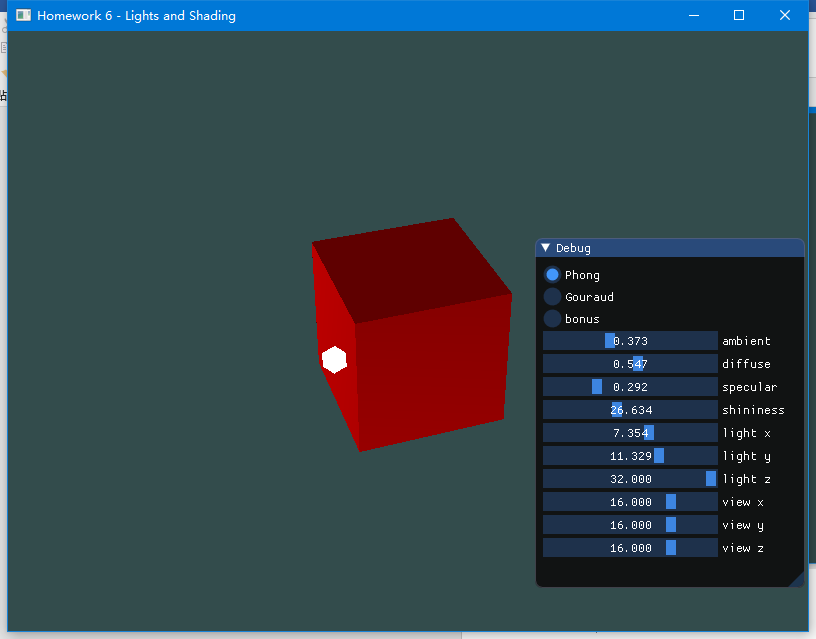 Homework 6 - Lights and Shading
Debug
Phong
Gouraud
bonus
0.373 ambient
0.547 diffuse
0.292 specular
26.634 shininess
7.354 light x
11.329 light y
32.000 light z
16.000 view x
16.000 view y
16.000 view z